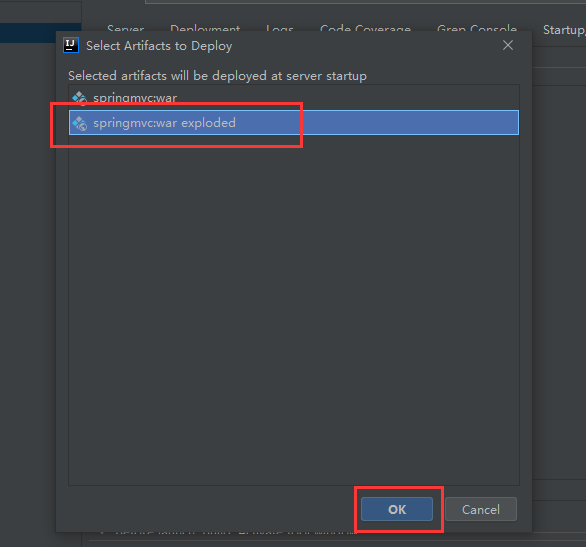 Server Deployment Logs Code Coverage Grep Console Startup/
IJ Select Artifacts to Deploy
Selected artifacts will be deployed at server startup
springmvc:war
springmvc:war exploded
OK Cancel